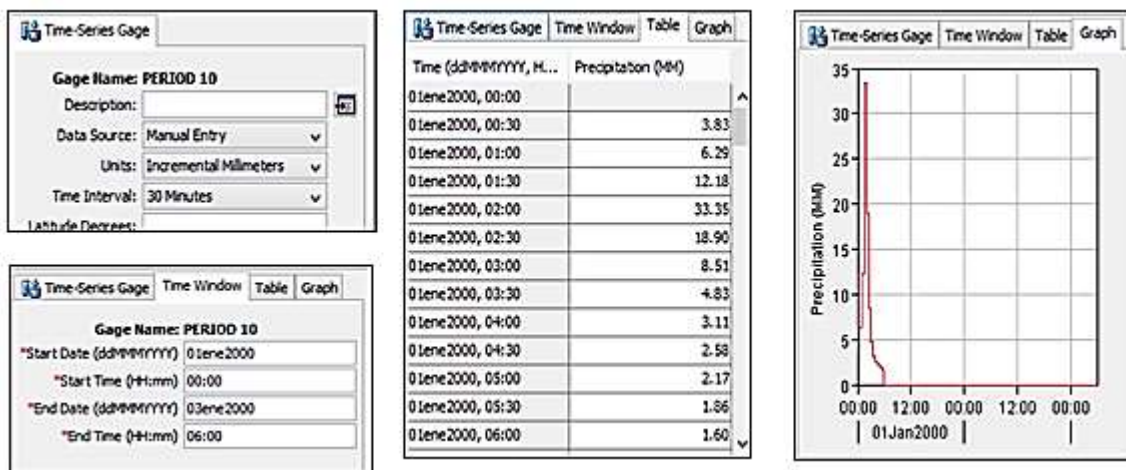 Time-Series Gage
Gage Name: PERIOD 10
Description:
Data Source: Manual Entry
Units: Incremental Millimeters
Time Interval: 30 Minutes
Latitude Degrees:
Time-Series Gage Time Window Table Graph
Gage Name: PERIOD 10
*Start Date (ddMMMYYYY) 01ene2000
*Start Time (HH:mm) 00:00
*End Date (ddMMMYYYY) 03ene2000
*End Time (HH:mm) 06:00
Time-Series Gage Time Window Table Graph
Time (ddMMMYYYY, H... Precipitation (MM)
01ene2000, 00:00
01ene2000, 00:30 3.83
01ene2000, 01:00 6.29
01ene2000, 01:30 12.18
01ene2000, 02:00 33.35
01ene2000, 02:30 18.90
01ene2000, 03:00 8.51
01ene2000, 03:30 4.83
01ene2000, 04:00 3.11
01ene2000, 04:30 2.58
01ene2000, 05:00 2.17
01ene2000, 05:30 1.86
01ene2000, 06:00 1.60
Time-Series Gage Time Window Table Graph
Precipitation (MM)
35
30
25
20
15
10
5
0
00:00 12:00 00:00 12:00 00:00
01Jan2000